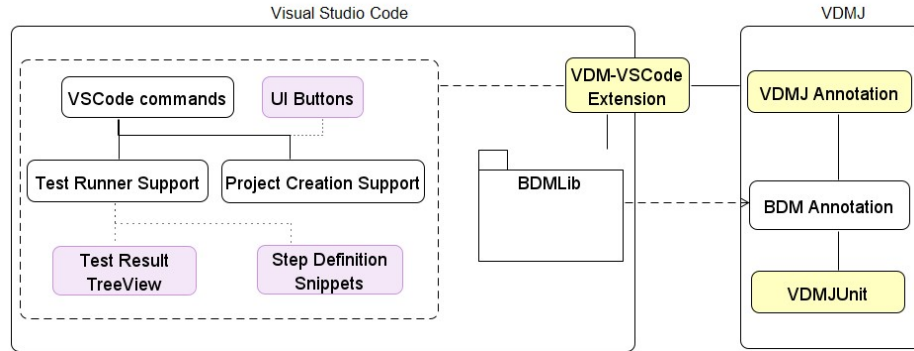 Visual Studio Code
VDMJ
VSCode commands
UI Buttons
VDM-VSCode
Extension
VDMJ Annotation
Test Runner Support
Project Creation Support
BDMLib
BDM Annotation
Test Result
TreeView
Step Definition
Snippets
VDMJUnit